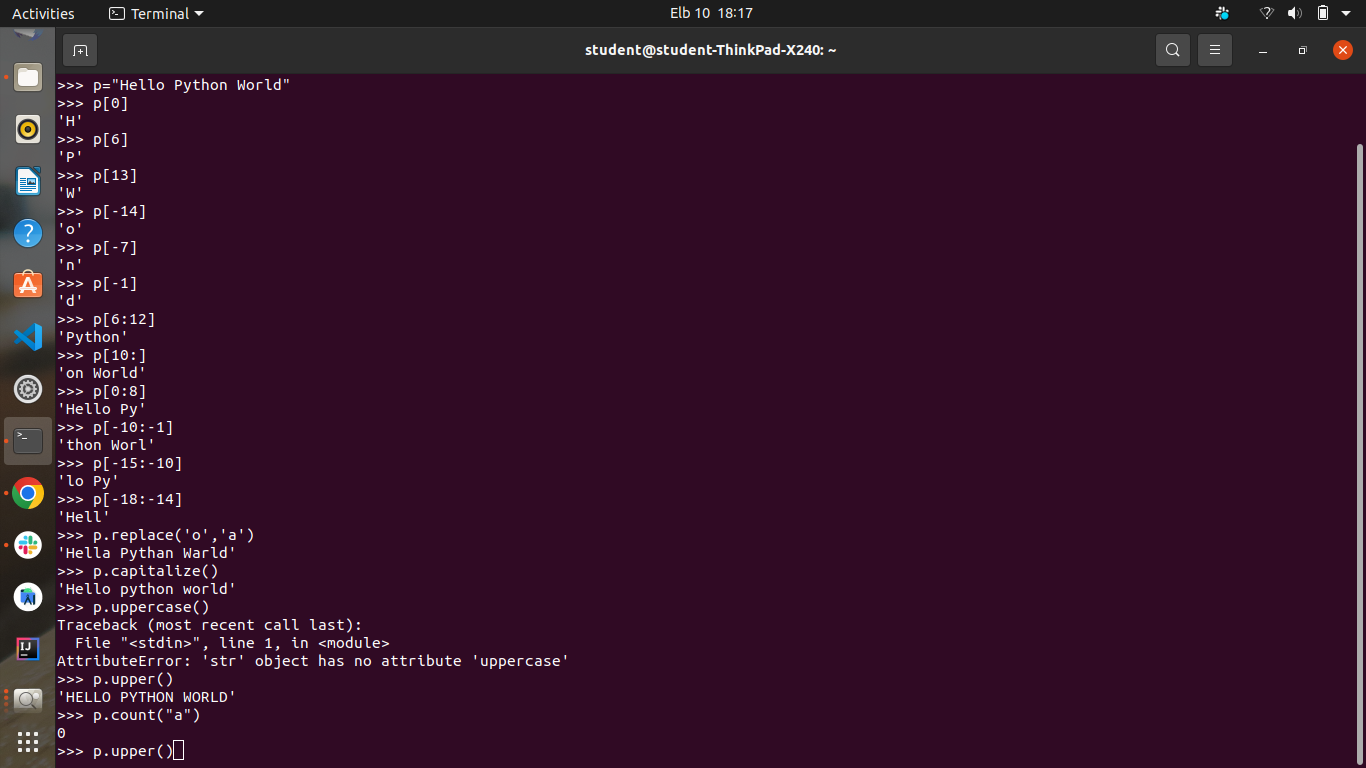 Activities Terminal Elb 10 18:17
student@student-ThinkPad-X240: ~
>>> p="Hello Python World"
>>> p[0]
'H'
>>> p[6]
'P'
>>> p[13]
'W'
>>> p[-14]
'o'
>>> p[-7]
'n'
>>> p[-1]
'd'
>>> p[6:12]
'Python'
>>> p[10:]
'on World'
>>> p[0:8]
'Hello Py'
>>> p[-10:-1]
'thon Worl'
>>> p[-15:-10]
'lo Py'
>>> p[-18:-14]
'Hell'
>>> p.replace('o','a')
'Hella Pythan Warld'
>>> p.capitalize()
'Hello python world'
>>> p.uppercase()
Traceback (most recent call last):
  File "<stdin>", line 1, in <module>
AttributeError: 'str' object has no attribute 'uppercase'
>>> p.upper()
'HELLO PYTHON WORLD'
>>> p.count("a")
0
>>> p.upper()